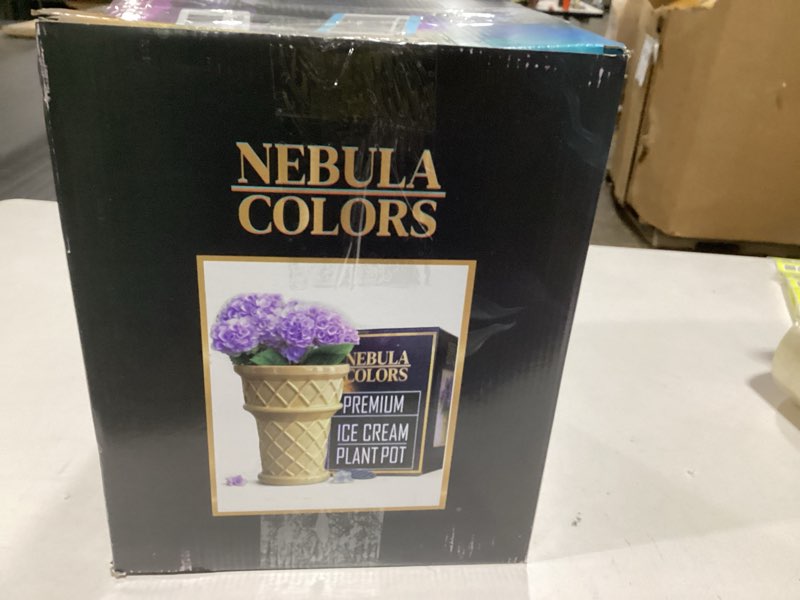 NEBULA
COLORS
NEBULA
COLORS
PREMIUM
ICE CREAM
PLANT POT